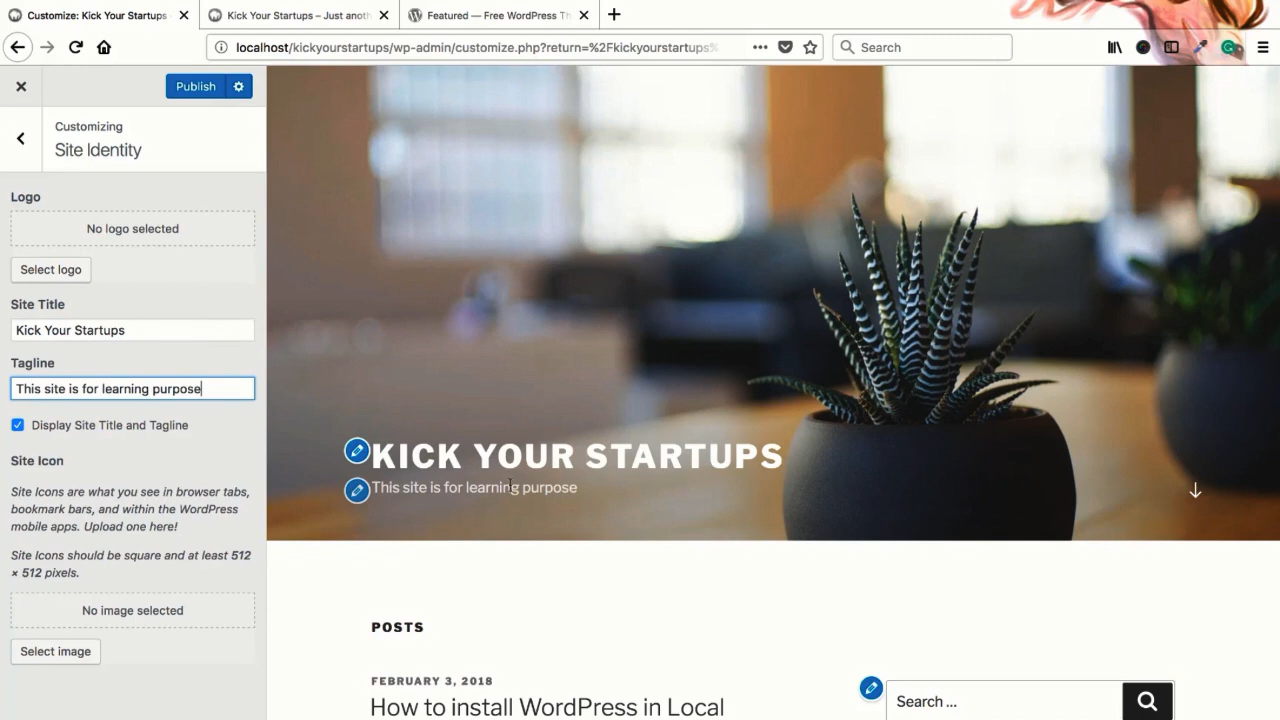 Customize: Kick Your Startups
Kick Your Startups – Just anoth
Featured — Free WordPress Th
localhost/kickyourstartups/wp-admin/customize.php?return=%2Fkickyourstartups%
Search
Publish
Customizing
Site Identity
Logo
No logo selected
Select logo
Site Title
Kick Your Startups
Tagline
This site is for learning purpose
Display Site Title and Tagline
Site Icon
Site Icons are what you see in browser tabs,
bookmark bars, and within the WordPress
mobile apps. Upload one here!
Site Icons should be square and at least 512
× 512 pixels.
No image selected
Select image
KICK YOUR STARTUPS
This site is for learning purpose
POSTS
FEBRUARY 3, 2018
How to install WordPress in Local
Search ...